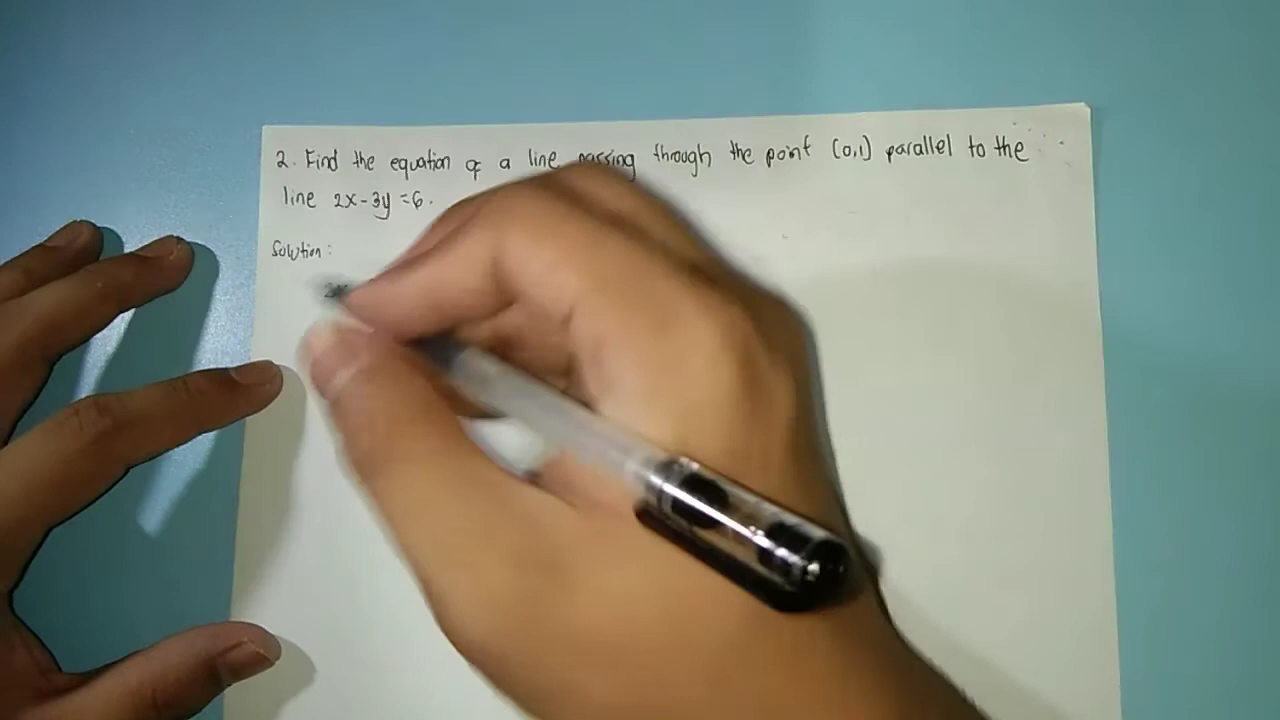 2. Find the equation of a line passing through the point (0,1) parallel to the
line 2x-3y=6.
Solution: